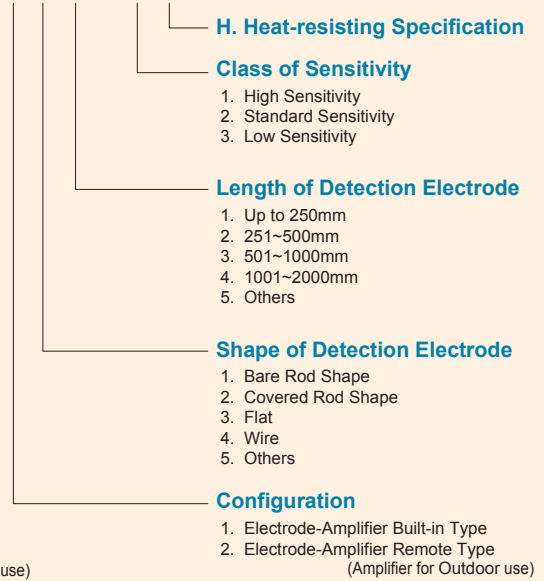 H. Heat-resisting Specification
Class of Sensitivity
1. High Sensitivity
2. Standard Sensitivity
3. Low Sensitivity
Length of Detection Electrode
1. Up to 250mm
2. 251~500mm
3. 501~1000mm
4. 1001~2000mm
5. Others
Shape of Detection Electrode
1. Bare Rod Shape
2. Covered Rod Shape
3. Flat
4. Wire
5. Others
Configuration
1. Electrode-Amplifier Built-in Type
2. Electrode-Amplifier Remote Type
(Amplifier for Outdoor use)
use)